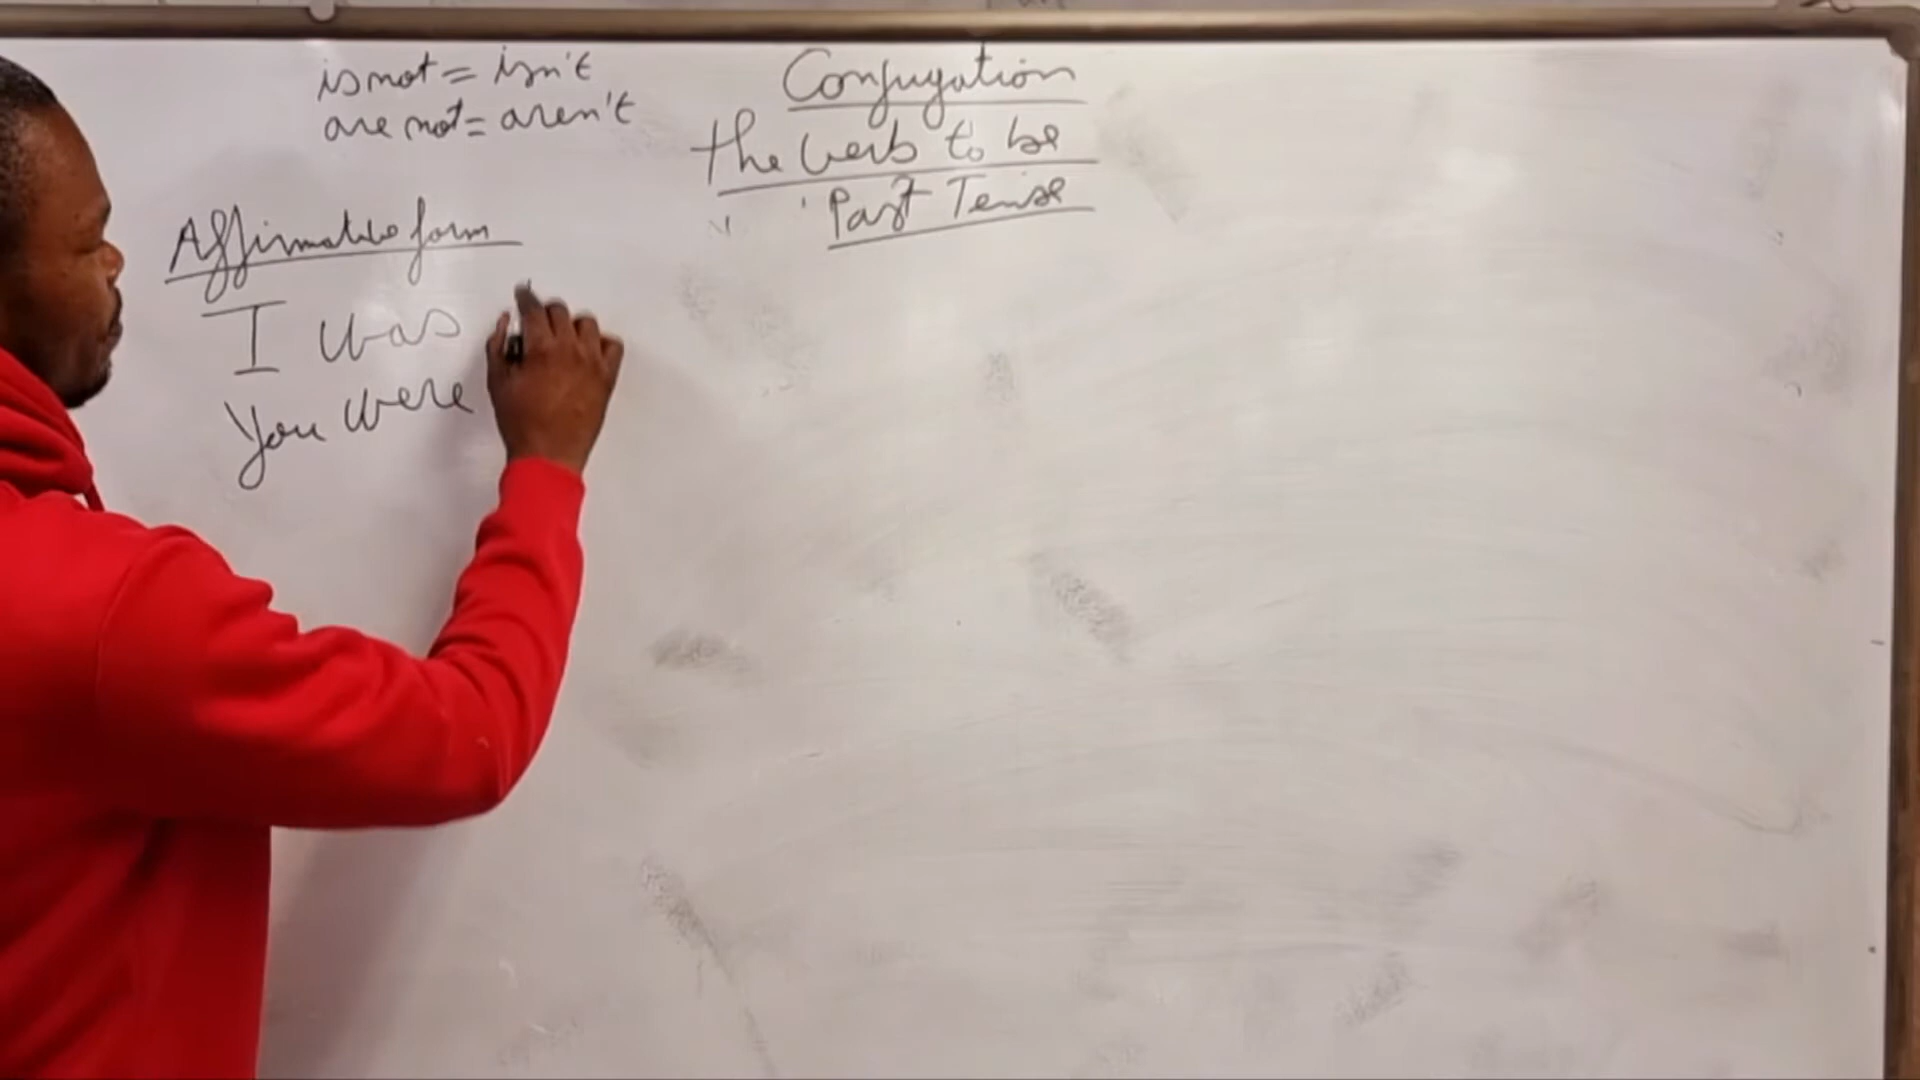 is not = isn't
are not = aren't
Conjugation
the verb to be
Past Tense
Affirmative form
I was
You were